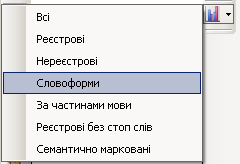 Всі
Реєстрові
Нереєстрові
Словоформи
За частинами мови
Реєстрові без стоп слів
Семантично марковані